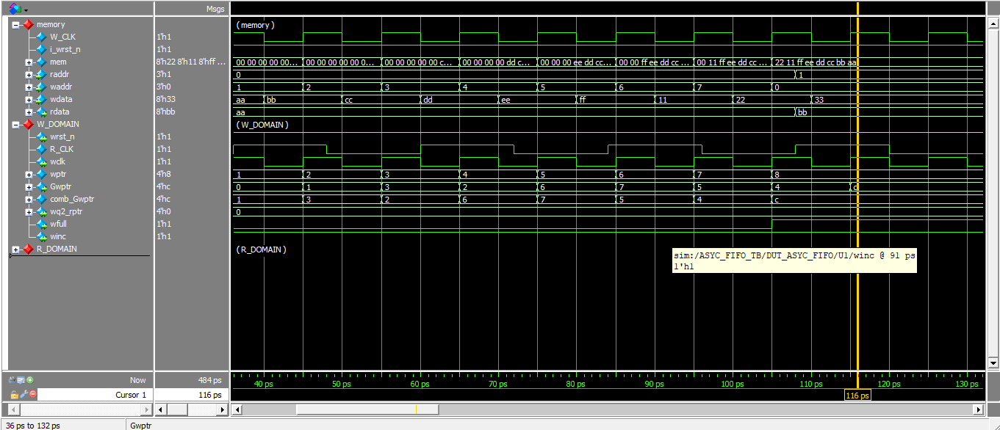 Msgs
memory (memory)
W_CLK 1'h1
i_wrst_n 1'h1
mem 8'h22 8'h11 8'hff ... 00 00 00 00 00... 00 00 00 00 00 0... 00 00 00 00 00 c... 00 00 00 00 dd c... 00 00 00 ee dd cc... 00 00 ff ee dd cc ... 00 11 ff ee dd cc ... 22 11 ff ee dd cc bb aa
raddr 3'h1 0 1
waddr 3'h0 1 2 3 4 5 6 7 0
wdata 8'h33 aa bb cc dd ee ff 11 22 33
rdata 8'hbb aa bb
W_DOMAIN (W_DOMAIN)
wrst_n 1'h1
R_CLK 1'h1
wclk 1'h1
wptr 4'h8 1 2 3 4 5 6 7 8
Gwptr 4'hc 0 1 3 2 6 7 5 4 c
comb_Gwptr 4'hc 1 3 2 6 7 5 4 c
wq2_rptr 4'h0 0
wfull 1'h1
winc 1'h1
R_DOMAIN (R_DOMAIN)
sim:/ASYC_FIFO_TB/DUT_ASYC_FIFO/U1/winc @ 91 ps
1'h1
Now 484 ps 40 ps 50 ps 60 ps 70 ps 80 ps 90 ps 100 ps 110 ps 120 ps 130 ps
Cursor 1 116 ps 116 ps
36 ps to 132 ps Gwptr